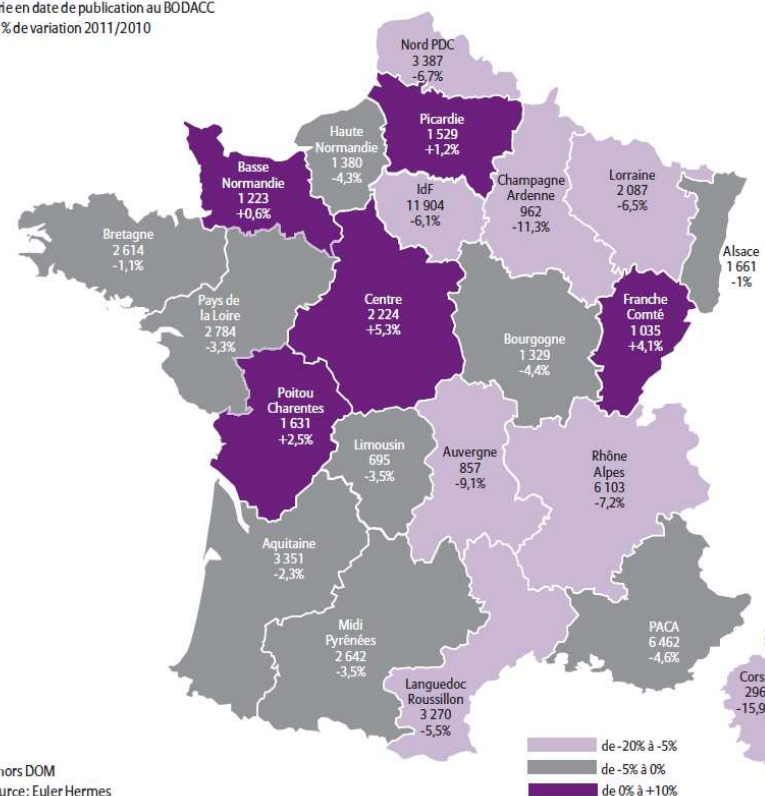 % de variation 2011/2010
en date de publication au BODACC
Nord PDC
3 387
-6,7%
Picardie
1 529
+1,2%
Haute
Normandie
1 380
-4,3%
Basse
Normandie
1 223
+0,6%
IdF
11 904
-6,1%
Champagne
Ardenne
962
-11,3%
Lorraine
2 087
-6,5%
Alsace
1 661
-1%
Bretagne
2 614
-1,1%
Pays de
la Loire
2 784
-3,3%
Centre
2 224
+5,3%
Bourgogne
1 329
-4,4%
Franche
Comté
1 035
+4,1%
Poitou
Charentes
1 631
+2,5%
Limousin
695
-3,5%
Auvergne
857
-9,1%
Rhône
Alpes
6 103
-7,2%
Aquitaine
3 351
-2,3%
Midi
Pyrénées
2 642
-3,5%
Languedoc
Roussillon
3 270
-5,5%
PACA
6 462
-4,6%
296
de -20% à -5%
de -5% à 0%
de 0% à +10%
hors DOM
Euler Hermes